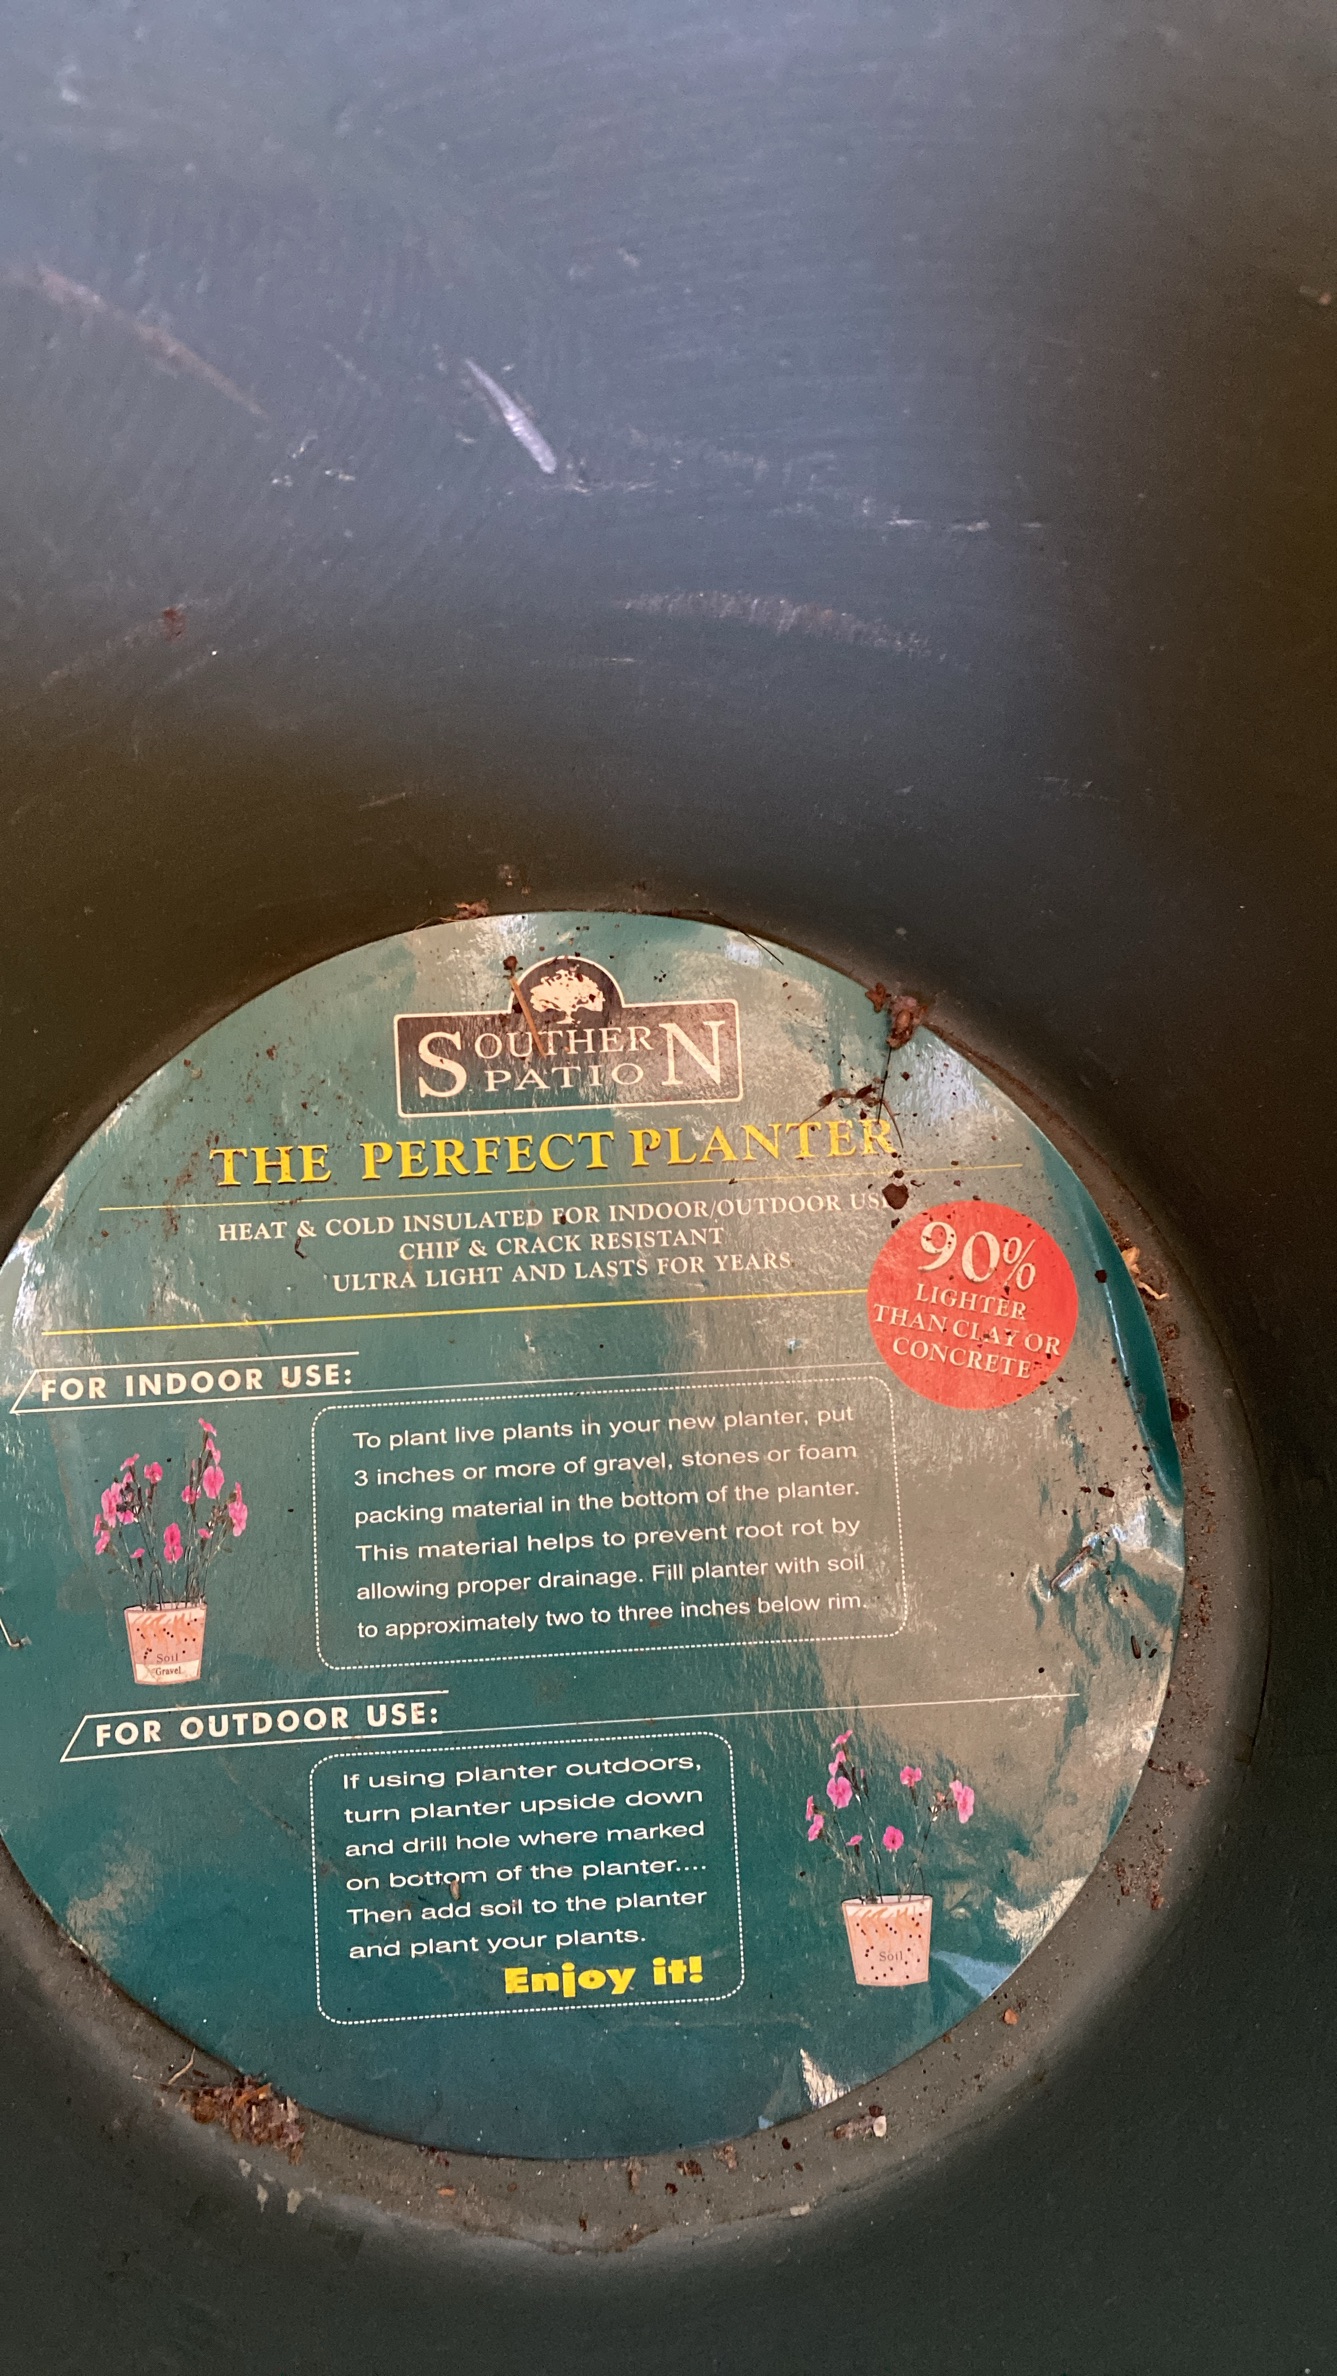 SOUTHERN
PATIO
THE PERFECT PLANTER
HEAT & COLD INSULATED FOR INDOOR/OUTDOOR USE
CHIP & CRACK RESISTANT
ULTRA LIGHT AND LASTS FOR YEARS
90%
LIGHTER
THAN CLAY OR
CONCRETE
FOR INDOOR USE:
To plant live plants in your new planter, put
3 inches or more of gravel, stones or foam
packing material in the bottom of the planter.
This material helps to prevent root rot by
allowing proper drainage. Fill planter with soil
to approximately two to three inches below rim.
Soil
Gravel
FOR OUTDOOR USE:
If using planter outdoors,
turn planter upside down
and drill hole where marked
on bottom of the planter....
Then add soil to the planter
and plant your plants.
Enjoy it!
Soil